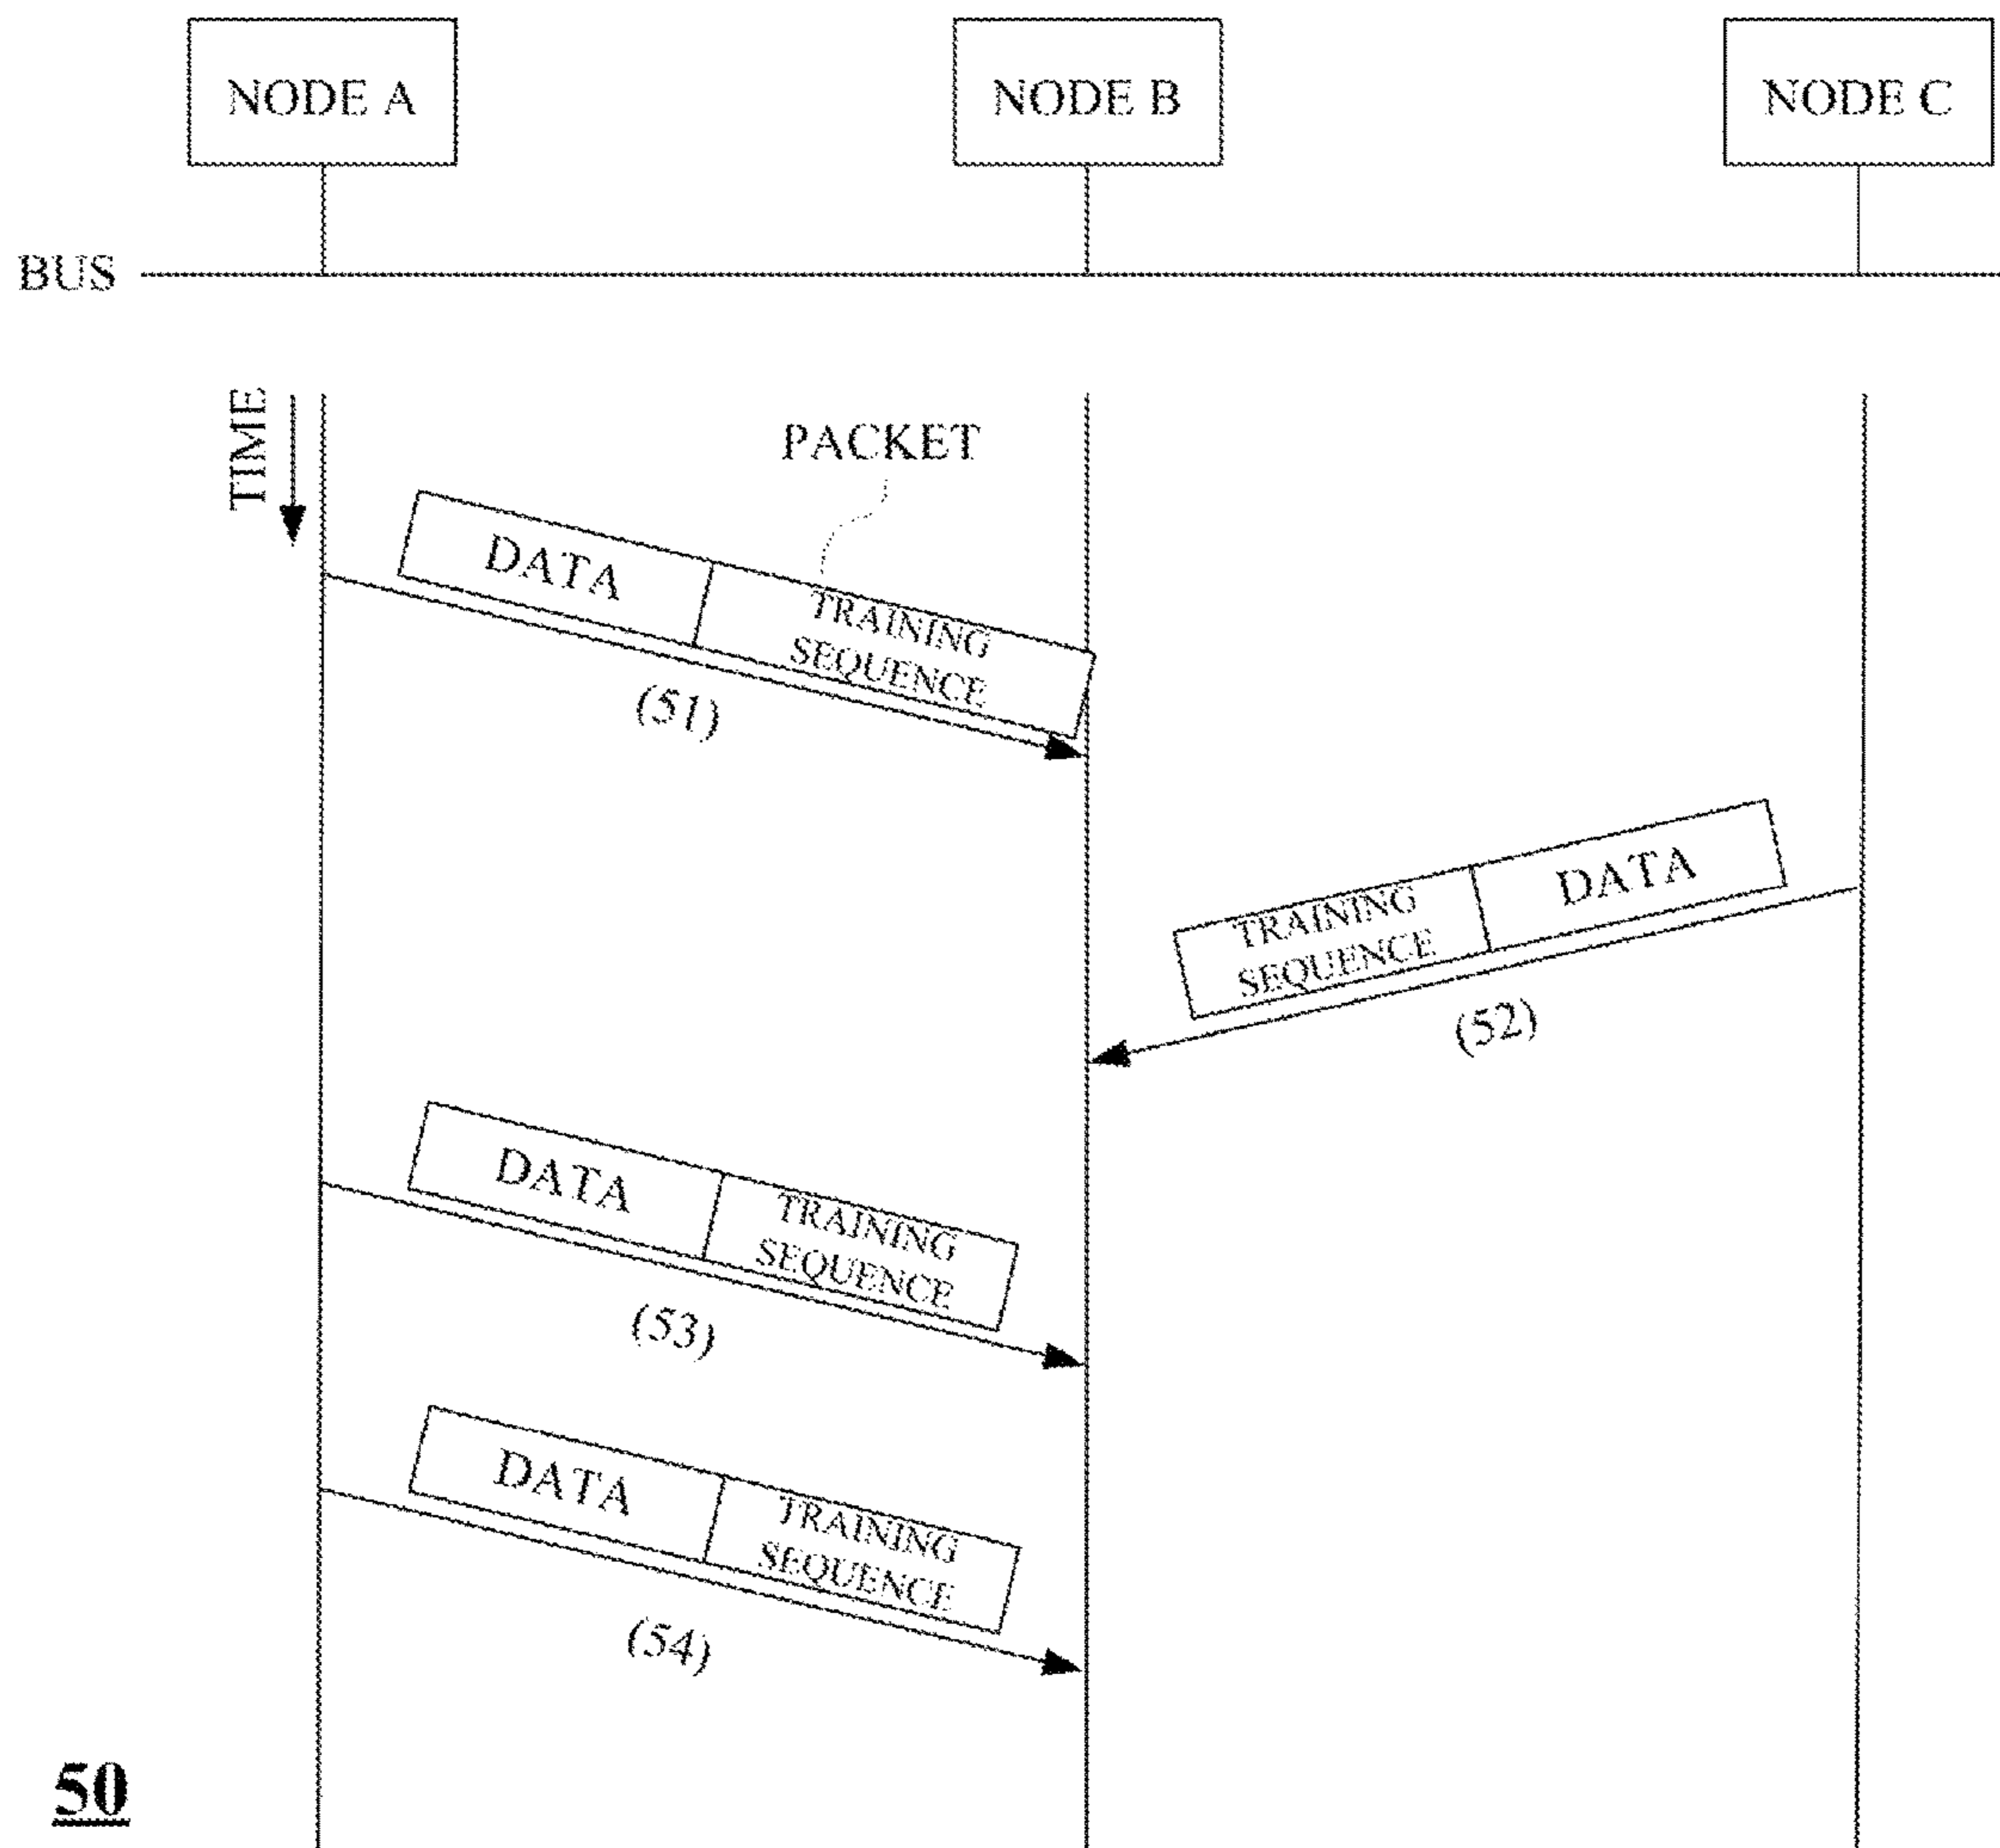 NODE A
NODE B
NODE C
BUS
TIME
PACKET
DATA
TRAINING
SEQUENCE
(51)
TRAINING
SEQUENCE
DATA
(52)
DATA
TRAINING
SEQUENCE
(53)
DATA
TRAINING
SEQUENCE
(54)
50